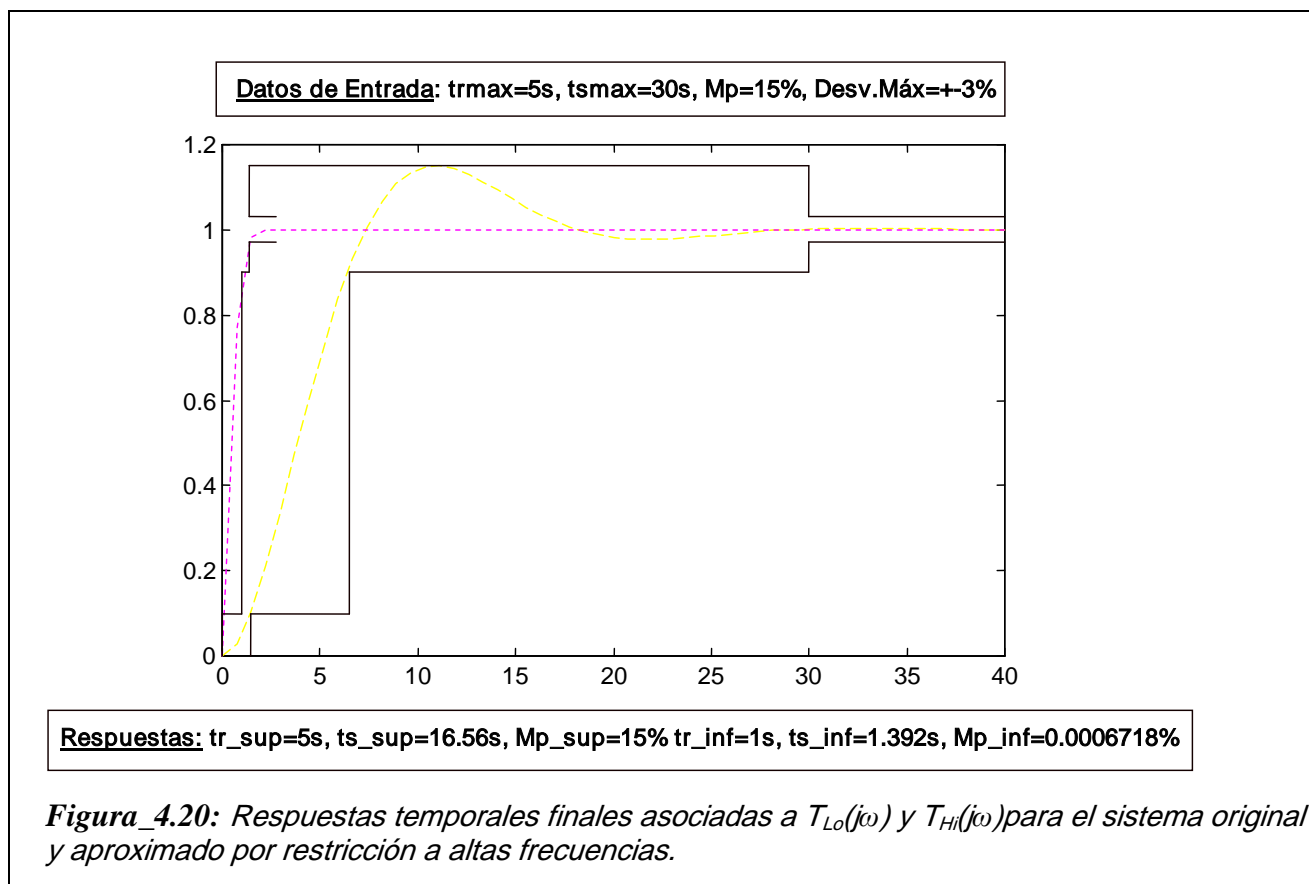 Datos de Entrada: trmax=5s, tsmax=30s, Mp=15%, Desv.Máx=+-3%
1.2
1
0.8
0.6
0.4
0.2
0
0 5 10 15 20 25 30 35 40
Respuestas: tr_sup=5s, ts_sup=16.56s, Mp_sup=15% tr_inf=1s, ts_inf=1.392s, Mp_inf=0.0006718%
Figura_4.20: Respuestas temporales finales asociadas a T_Lo(jω) y T_Hi(jω)para el sistema original
y aproximado por restricción a altas frecuencias.